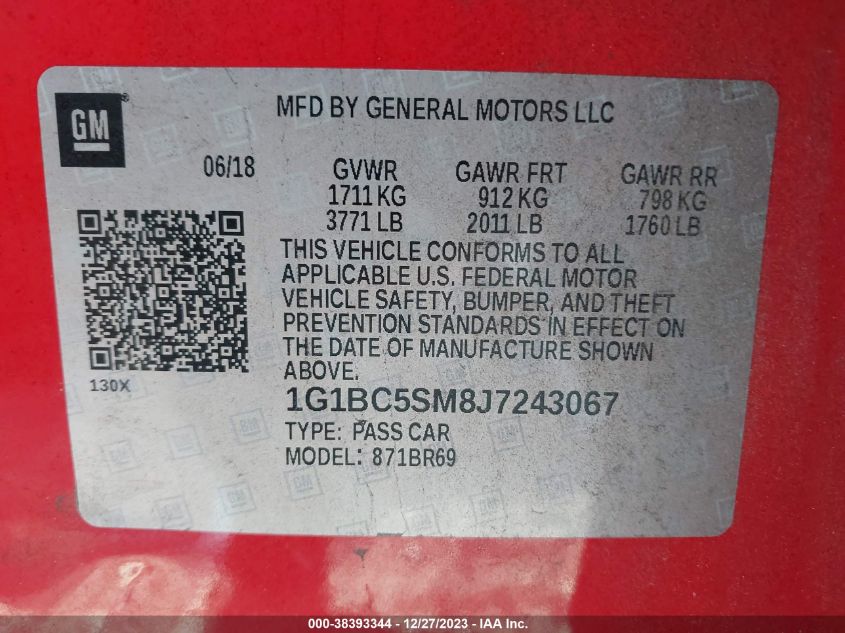 GM®
MFD BY GENERAL MOTORS LLC
06/18 GVWR GAWR FRT GAWR RR
1711 KG 912 KG 798 KG
3771 LB 2011 LB 1760 LB
THIS VEHICLE CONFORMS TO ALL
APPLICABLE U.S. FEDERAL MOTOR
VEHICLE SAFETY, BUMPER, AND THEFT
PREVENTION STANDARDS IN EFFECT ON
THE DATE OF MANUFACTURE SHOWN
ABOVE.
130X
1G1BC5SM8J7243067
TYPE: PASS CAR
MODEL: 871BR69
000-38393344 - 12/27/2023 - IAA Inc.